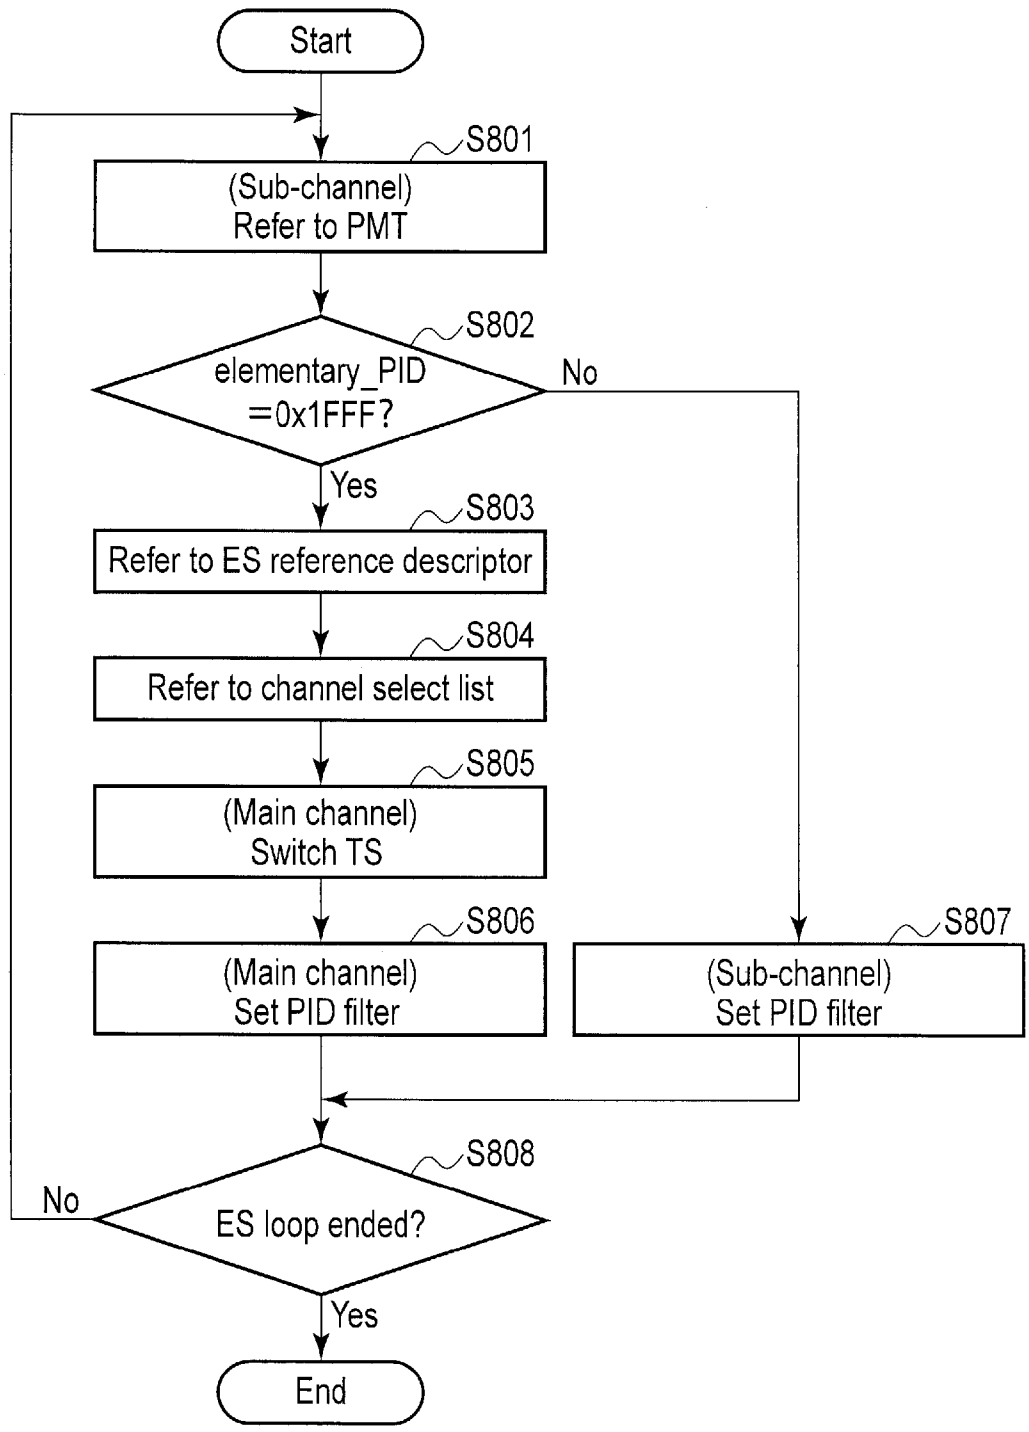 Start
S801
(Sub-channel)
Refer to PMT
S802
elementary_PID
=0x1FFF?
No
Yes
S803
Refer to ES reference descriptor
S804
Refer to channel select list
S805
(Main channel)
Switch TS
S806
(Main channel)
Set PID filter
S807
(Sub-channel)
Set PID filter
S808
ES loop ended?
No
Yes
End